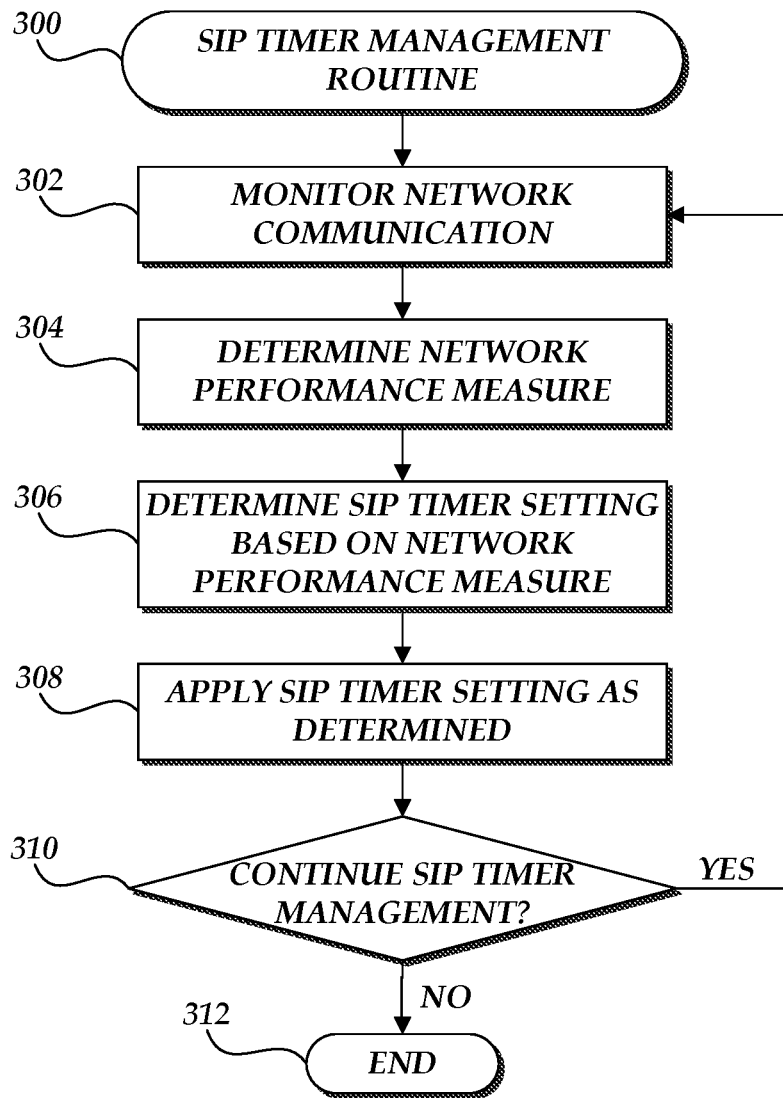 300
SIP TIMER MANAGEMENT
ROUTINE
302
MONITOR NETWORK
COMMUNICATION
304
DETERMINE NETWORK
PERFORMANCE MEASURE
306
DETERMINE SIP TIMER SETTING
BASED ON NETWORK
PERFORMANCE MEASURE
308
APPLY SIP TIMER SETTING AS
DETERMINED
310
CONTINUE SIP TIMER
MANAGEMENT?
YES
NO
312
END